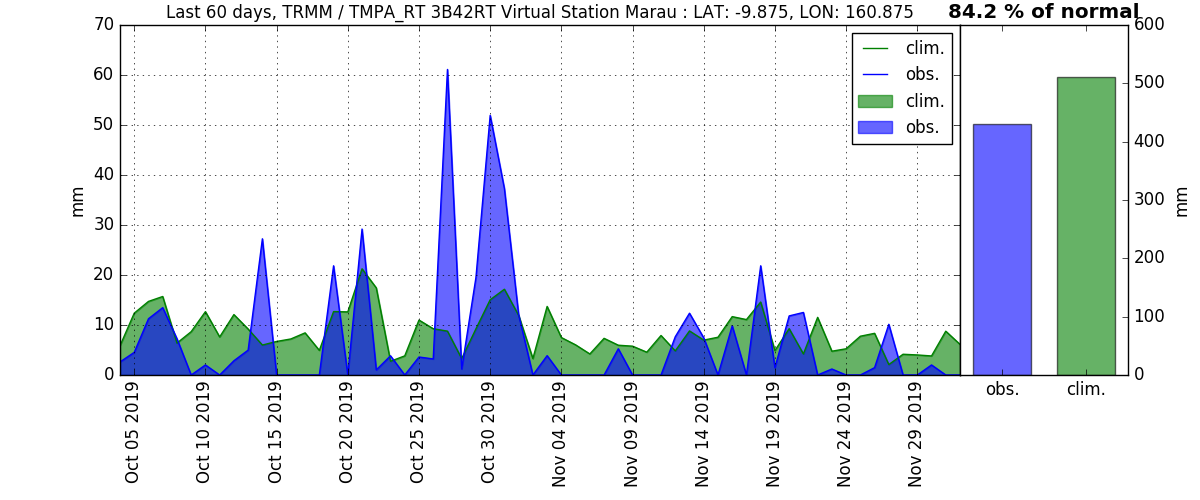 Last 60 days, TRMM / TMPA_RT 3B42RT Virtual Station Marau : LAT: -9.875, LON: 160.875
84.2 % of normal
70
60
50
40
30
20
10
0
mm
clim.
obs.
clim.
obs.
600
500
400
300
200
100
0
mm
obs.
clim.
Oct 05 2019
Oct 10 2019
Oct 15 2019
Oct 20 2019
Oct 25 2019
Oct 30 2019
Nov 04 2019
Nov 09 2019
Nov 14 2019
Nov 19 2019
Nov 24 2019
Nov 29 2019